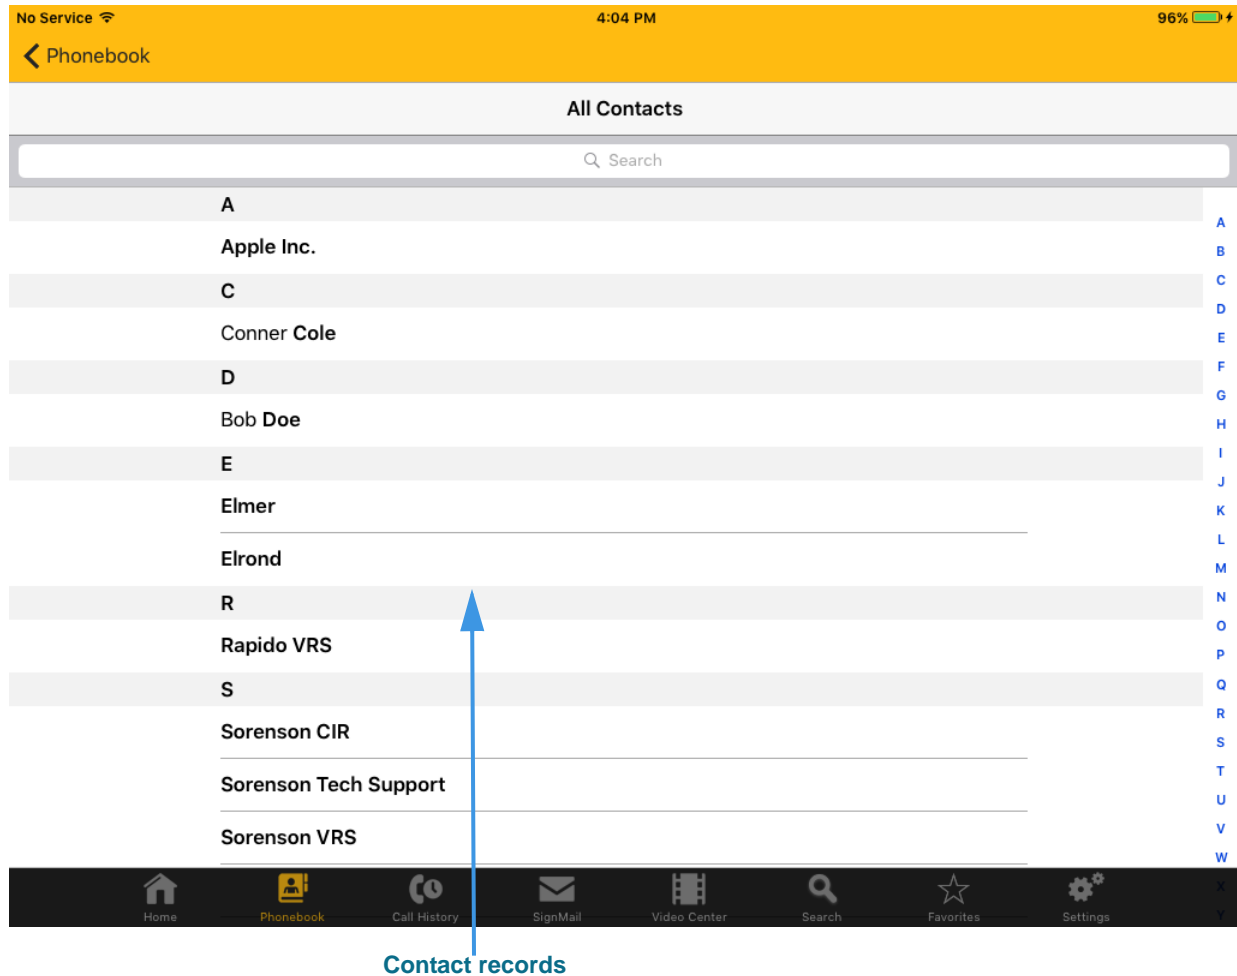 No Service 4:04 PM 96%
Phonebook
All Contacts
Search
A
Apple Inc.
C
Conner Cole
D
Bob Doe
E
Elmer
Elrond
R
Rapido VRS
S
Sorenson CIR
Sorenson Tech Support
Sorenson VRS
A
B
C
D
E
F
G
H
I
J
K
L
M
N
O
P
Q
R
S
T
U
V
W
X
Y
Home Phonebook Call History SignMail Video Center Search Favorites Settings
Contact records